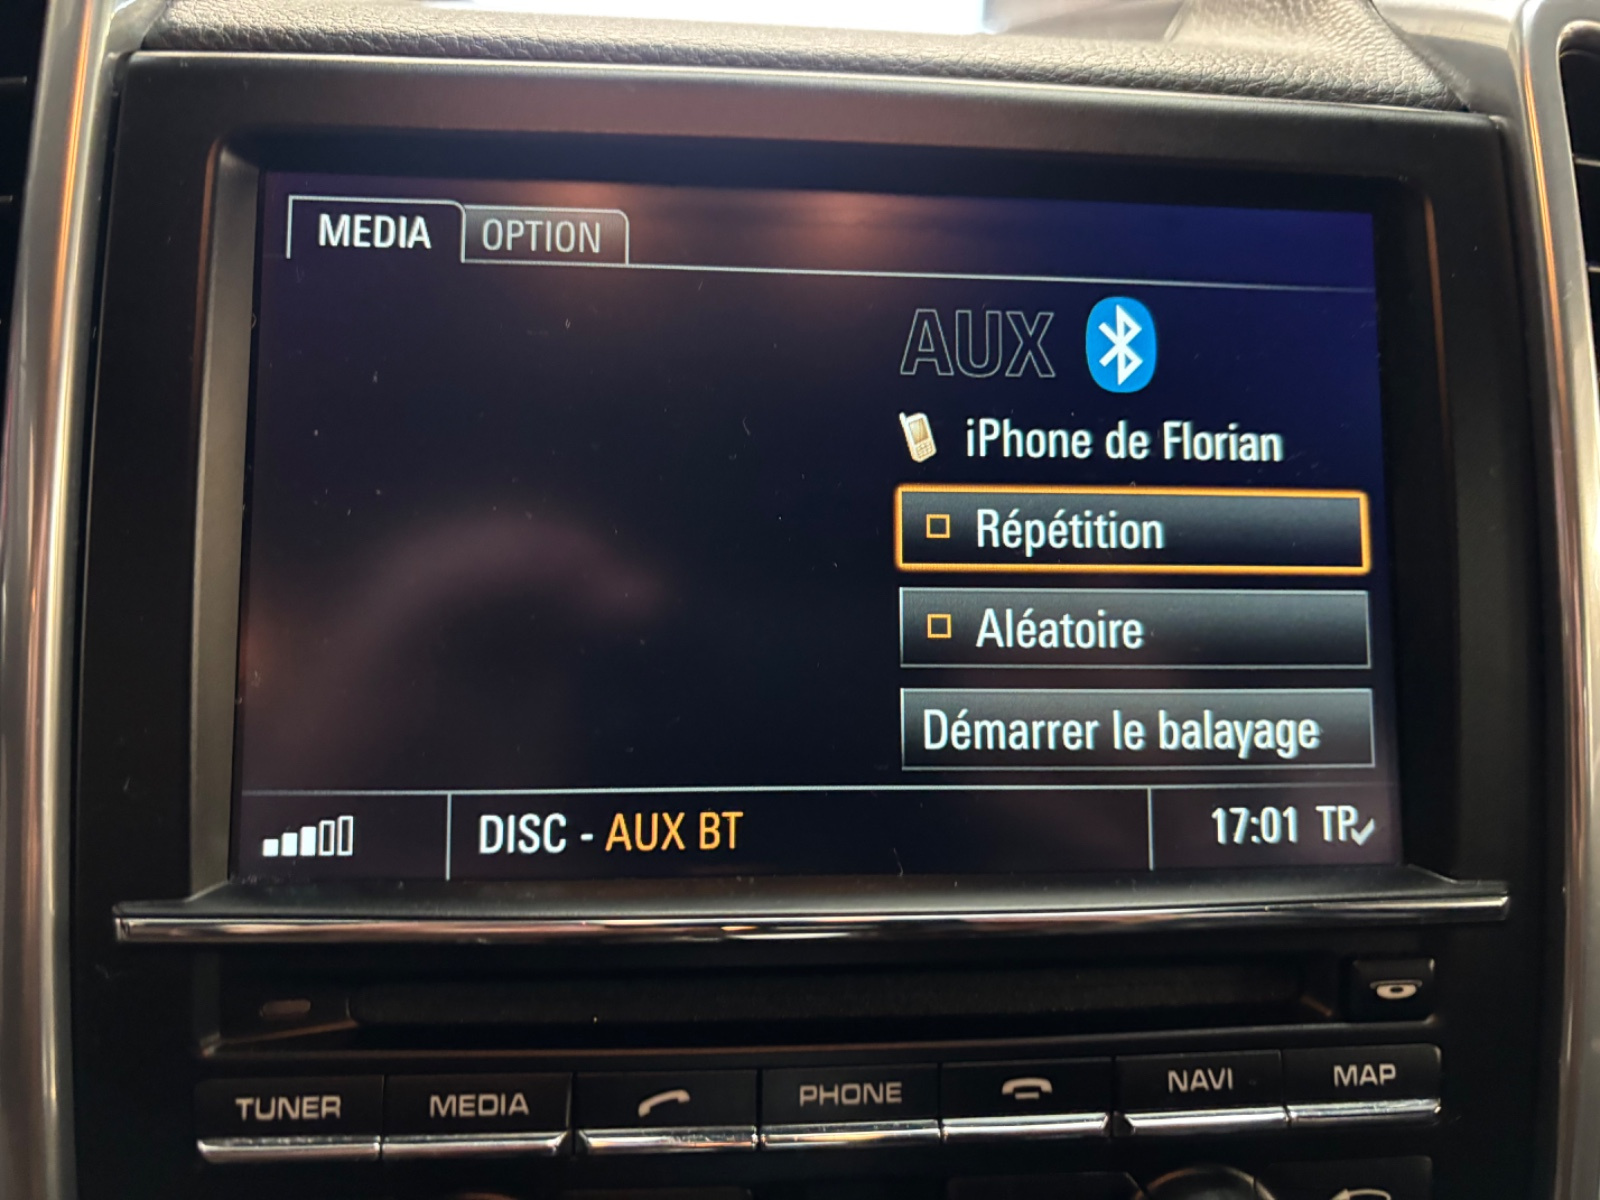 MEDIA OPTION
AUX
iPhone de Florian
Répétition
Aléatoire
Démarrer le balayage
DISC - AUX BT 17:01 TP
TUNER MEDIA PHONE NAVI MAP